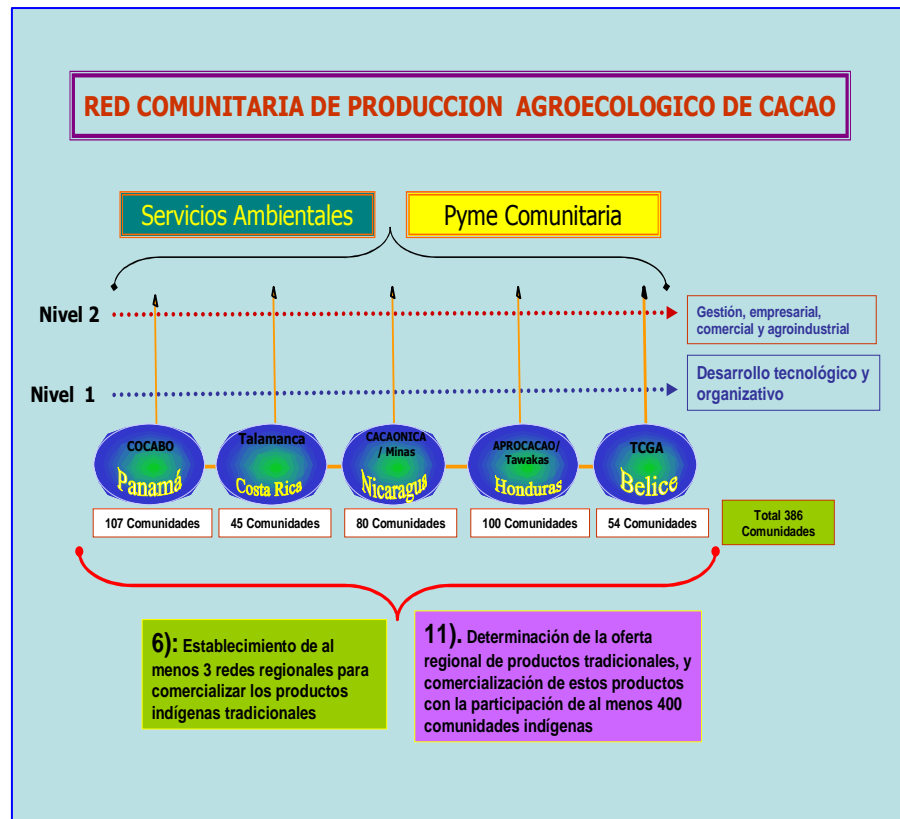 RED COMUNITARIA DE PRODUCCION AGROECOLOGICO DE CACAO
Servicios Ambientales
Pyme Comunitaria
Nivel 2
Gestión, empresarial,
comercial y agroindustrial
Nivel 1
Desarrollo tecnológico y
organizativo
COCABO
Panamá
Talamanca
Costa Rica
CACAONICA
/ Minas
Nicaragua
APROCACAO/
Tawakas
Honduras
TCGA
Belice
107 Comunidades
45 Comunidades
80 Comunidades
100 Comunidades
54 Comunidades
Total 386
Comunidades
6): Establecimiento de al
menos 3 redes regionales para
comercializar los productos
indígenas tradicionales
11). Determinación de la oferta
regional de productos tradicionales, y
comercialización de estos productos
con la participación de al menos 400
comunidades indígenas